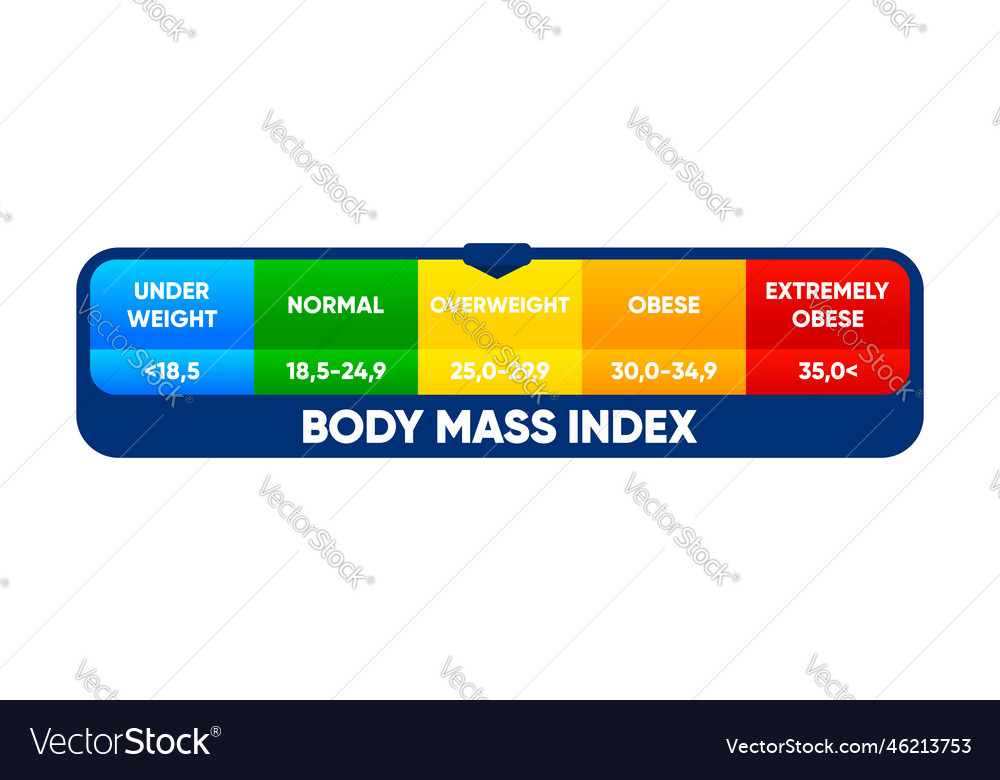 VectorStock®
VectorStock®
VectorStock®
VectorStock®
VectorStock®
UNDER
WEIGHT
NORMAL
OVERWEIGHT
OBESE
EXTREMELY
OBESE
<18,5
18,5-24,9
25,0-29,9
30,0-34,9
35,0<
BODY MASS INDEX
VectorStock®
VectorStock®
VectorStock®
VectorStock®
VectorStock.com/46213753